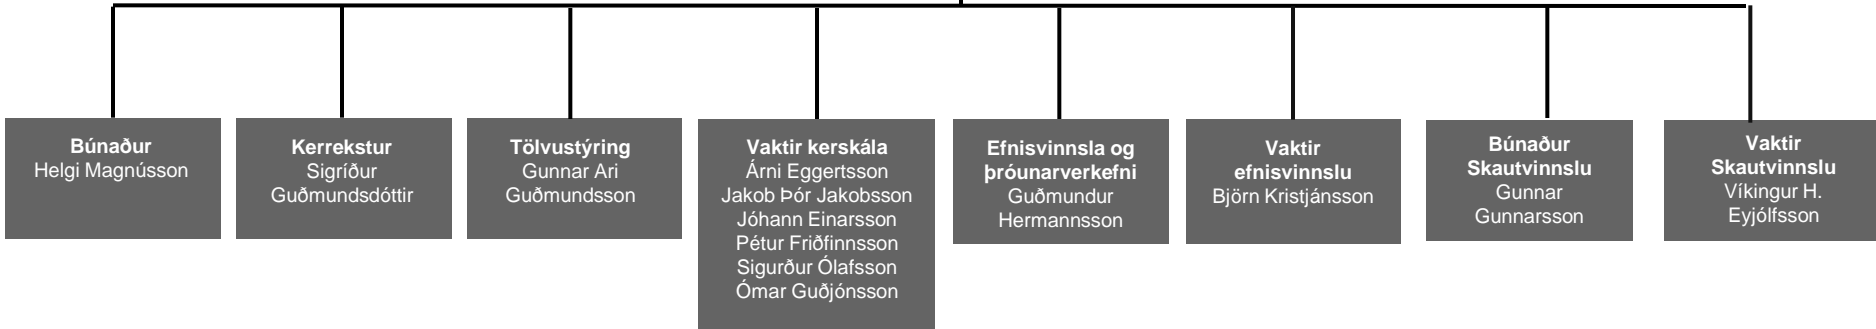 Búnaður
Helgi Magnússon
Kerrekstur
Sigríður
Guðmundsdóttir
Tölvustýring
Gunnar Ari
Guðmundsson
Vaktir kerskála
Árni Eggertsson
Jakob Þór Jakobsson
Jóhann Einarsson
Pétur Friðfinnsson
Sigurður Ólafsson
Ómar Guðjónsson
Efnisvinnsla og
þróunarverkefni
Guðmundur
Hermannsson
Vaktir
efnisvinnslu
Björn Kristjánsson
Búnaður
Skautvinnslu
Gunnar
Gunnarsson
Vaktir
Skautvinnslu
Víkingur H.
Eyjólfsson